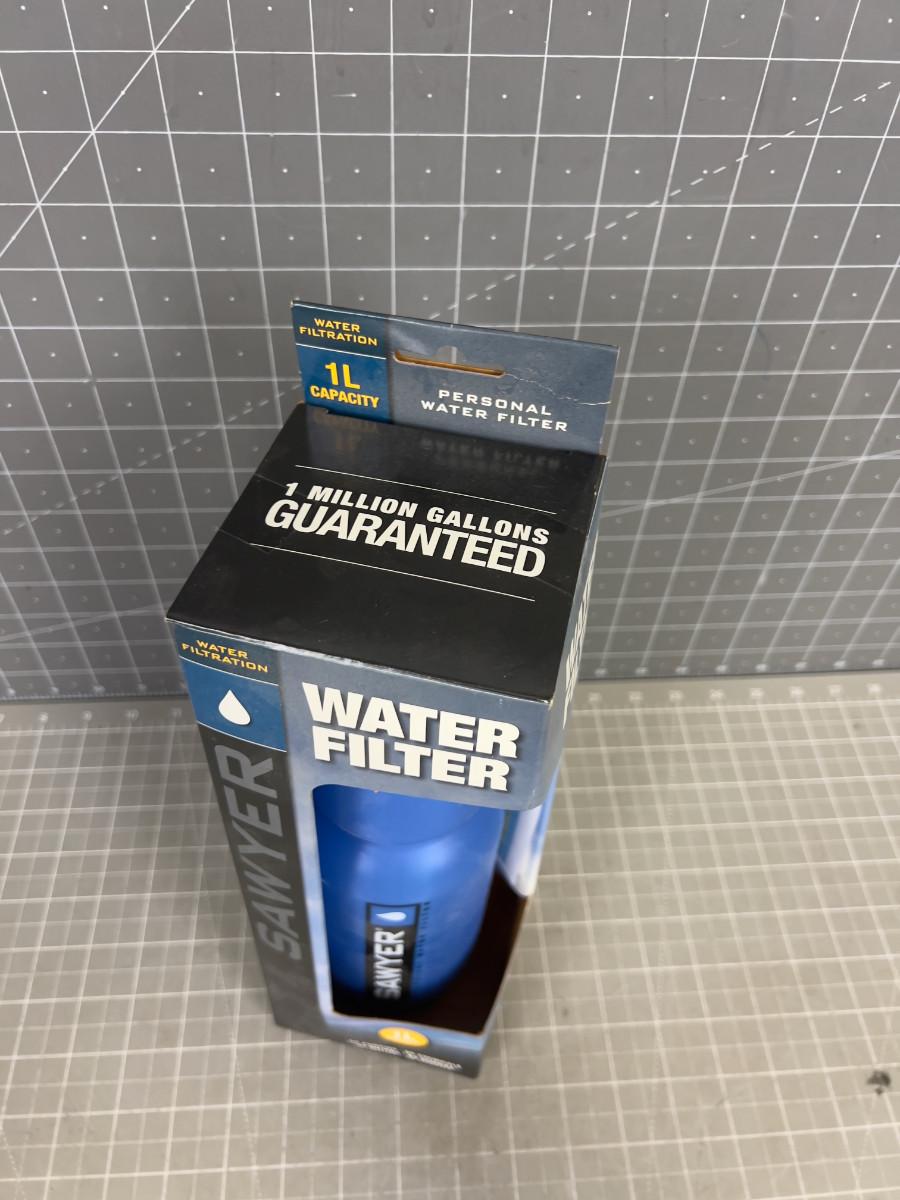 WATER
FILTRATION
1L
CAPACITY
PERSONAL
WATER FILTER
1 MILLION GALLONS
GUARANTEED
WATER
FILTRATION
WATER
FILTER
SAWYER
SAWYER